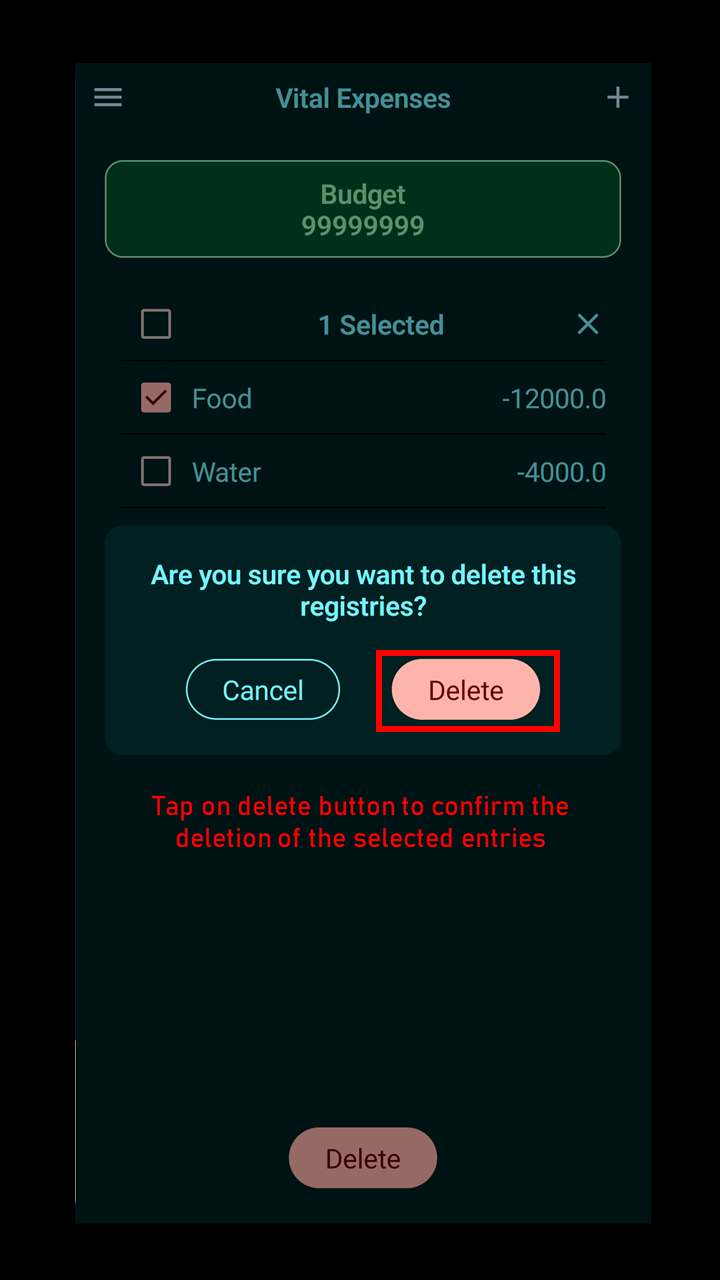 Vital Expenses
Budget
99999999
1 Selected
Food -12000.0
Water -4000.0
Are you sure you want to delete this
registries?
Cancel Delete
Tap on delete button to confirm the
deletion of the selected entries
Delete